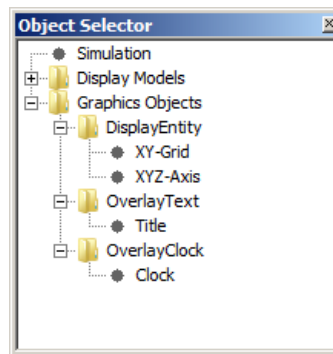 Object Selector
Simulation
Display Models
Graphics Objects
DisplayEntity
XY-Grid
XYZ-Axis
OverlayText
Title
OverlayClock
Clock